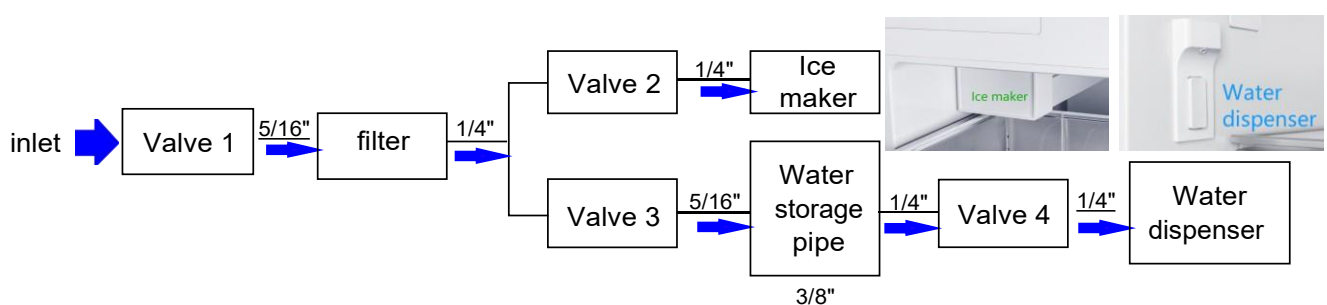 inlet
Valve 1
5/16"
filter
1/4"
Valve 2
1/4"
Ice
maker
Valve 3
5/16"
Water
storage
pipe
3/8"
1/4"
Valve 4
1/4"
Water
dispenser
Ice maker
Water
dispenser